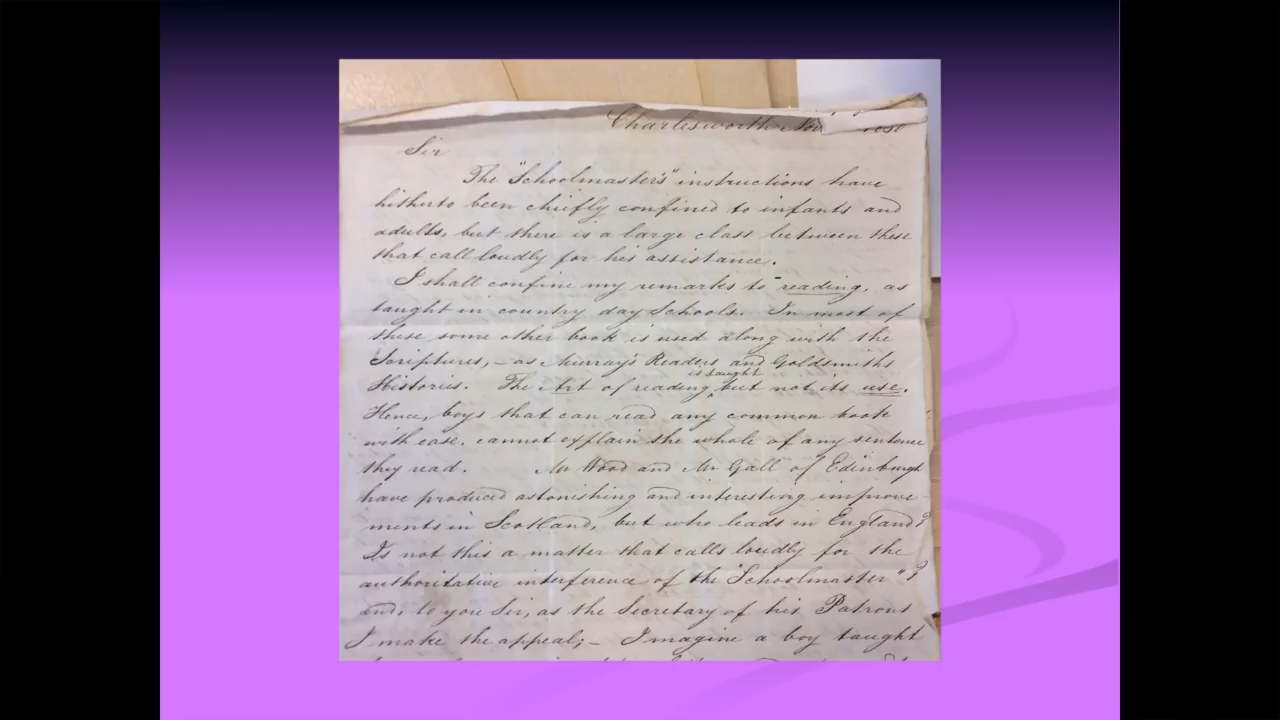 Charlesworth Nov
Sir
The "Schoolmaster's" instructions have
hitherto been chiefly confined to infants and
adults, but there is a large class between these
that call loudly for his assistance.
I shall confine my remarks to reading, as
taught in country day Schools. In most of
these some other book is used along with the
Scriptures, - as Murray's Readers and Goldsmiths
is taught
Histories. The Art of reading, but not its use.
Hence, boys that can read any common book
with ease, cannot explain the whole of any sentence
they read. Mr Wood and Mr Gall of Edinburgh
have produced astonishing and interesting improve
ments in Scotland, but who leads in England?
Is not this a matter that calls loudly for the
authoritative interference of the "Schoolmaster"?
and, to you Sir, as the Secretary of his Patrons
I make the appeal; - Imagine a boy taught